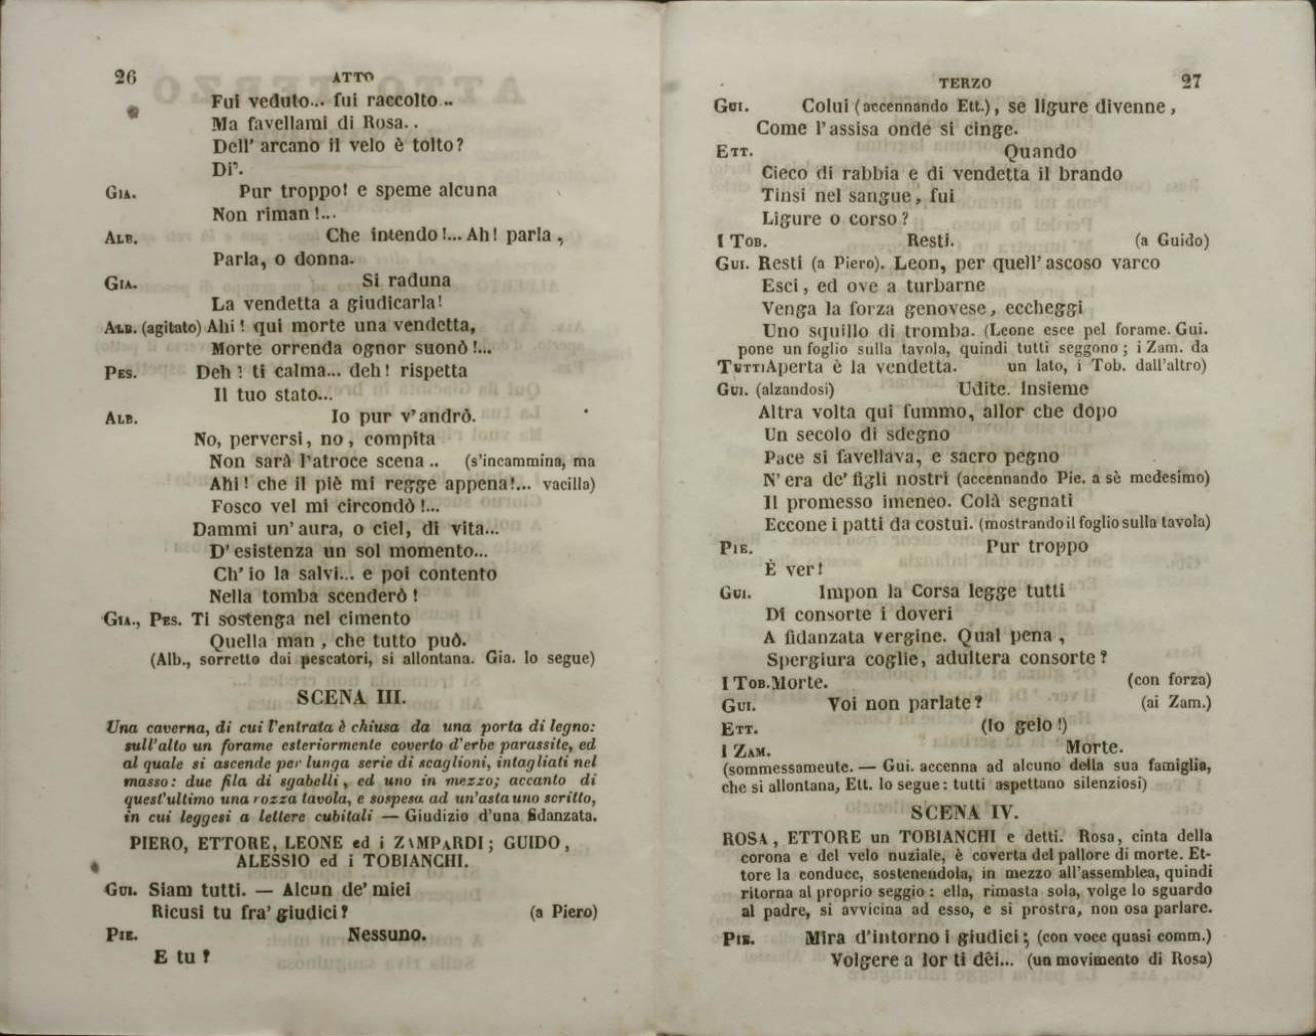 26
ATTO
Fui veduto... fui raccolto..
Ma favellami di Rosa..
Dell' arcano il velo è tolto?
Di'.
GIA. Pur troppo! e speme alcuna
Non riman!...
ALB. Che intendo!... Ah! parla,
Parla, o donna.
GIA. Si raduna
La vendetta a giudicarla!
ALB. (agitato) Ahi! qui morte una vendetta,
Morte orrenda ognor suonò!...
PES. Deh! ti calma... deh! rispetta
Il tuo stato...
ALB. Io pur v'andrò.
No, perversi, no, compita
Non sarà l'atroce scena.. (s'incammina, ma
Ahi! che il piè mi regge appena!... vacilla)
Fosco vel mi circondò!...
Dammi un' aura, o ciel, di vita...
D' esistenza un sol momento...
Ch' io la salvi... e poi contento
Nella tomba scenderò!
GIA., PES. Ti sostenga nel cimento
Quella man, che tutto può.
(Alb., sorretto dai pescatori, si allontana. Gia. lo segue)
SCENA III.
Una caverna, di cui l'entrata è chiusa da una porta di legno:
sull'alto un forame esteriormente coverto d'erbe parassite, ed
al quale si ascende per lunga serie di scaglioni, intagliati nel
masso: due fila di sgabelli, ed uno in mezzo; accanto di
quest'ultimo una rozza tavola, e sospesa ad un'asta uno scritto,
in cui leggesi a lettere cubitali — Giudizio d'una fidanzata.
PIERO, ETTORE, LEONE ed i ZAMPARDI; GUIDO,
ALESSIO ed i TOBIANCHI.
GUI. Siam tutti. — Alcun de' miei
Ricusi tu fra' giudici? (a Piero)
PIE. Nessuno.
E tu?
TERZO
27
GUI. Colui (accennando Ett.), se ligure divenne,
Come l'assisa onde si cinge.
ETT. Quando
Cieco di rabbia e di vendetta il brando
Tinsi nel sangue, fui
Ligure o corso?
I TOB. Resti. (a Guido)
GUI. Resti (a Piero). Leon, per quell' ascoso varco
Esci, ed ove a turbarne
Venga la forza genovese, eccheggi
Uno squillo di tromba. (Leone esce pel forame. Gui.
pone un foglio sulla tavola, quindi tutti seggono; i Zam. da
TUTTI Aperta è la vendetta. un lato, i Tob. dall'altro)
GUI. (alzandosi) Udite. Insieme
Altra volta qui fummo, allor che dopo
Un secolo di sdegno
Pace si favellava, e sacro pegno
N' era de' figli nostri (accennando Pie. a sè medesimo)
Il promesso imeneo. Colà segnati
Eccone i patti da costui. (mostrando il foglio sulla tavola)
PIE. Pur troppo
È ver!
GUI. Impon la Corsa legge tutti
Di consorte i doveri
A fidanzata vergine. Qual pena,
Spergiura coglie, adultera consorte?
I TOB. Morte. (con forza)
GUI. Voi non parlate? (ai Zam.)
ETT. (Io gelo!)
I ZAM. Morte.
(sommessamente. — Gui. accenna ad alcuno della sua famiglia,
che si allontana, Ett. lo segue: tutti aspettano silenziosi)
SCENA IV.
ROSA, ETTORE un TOBIANCHI e detti. Rosa, cinta della
corona e del velo nuziale, è coverta del pallore di morte. Et-
tore la conduce, sostenendola, in mezzo all'assemblea, quindi
ritorna al proprio seggio: ella, rimasta sola, volge lo sguardo
al padre, si avvicina ad esso, e si prostra, non osa parlare.
PIE. Mira d'intorno i giudici; (con voce quasi comm.)
Volgere a lor ti dêi... (un movimento di Rosa)